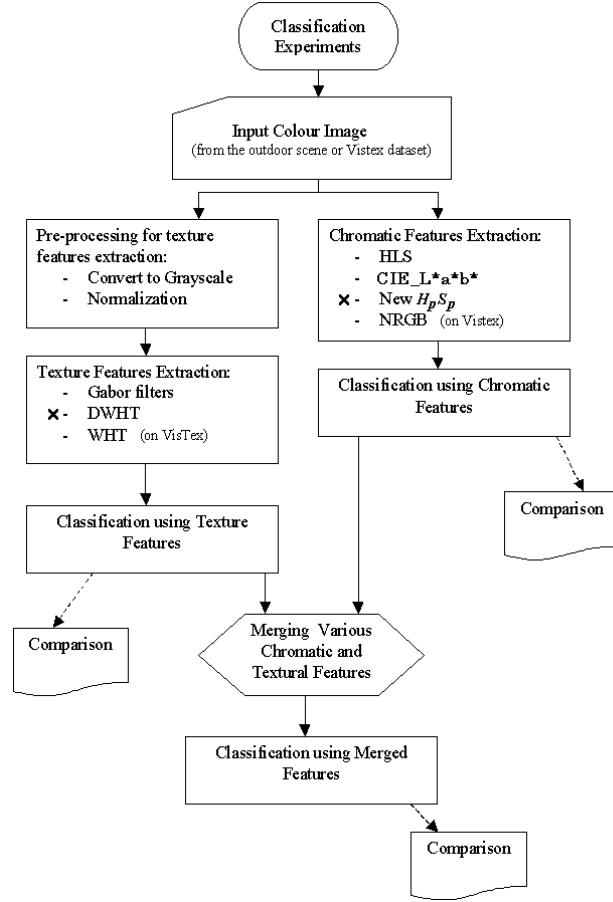 Classification
Experiments
Input Colour Image
(from the outdoor scene or Vistex dataset)
Pre-processing for texture
features extraction:
- Convert to Grayscale
- Normalization
Chromatic Features Extraction:
- HLS
- CIE_L*a*b*
✕ - New HpSp
- NRGB (on Vistex)
Texture Features Extraction:
- Gabor filters
✕ - DWHT
- WHT (on VisTex)
Classification using Chromatic
Features
Classification using Texture
Features
Comparison
Comparison
Merging Various
Chromatic and
Textural Features
Classification using Merged
Features
Comparison